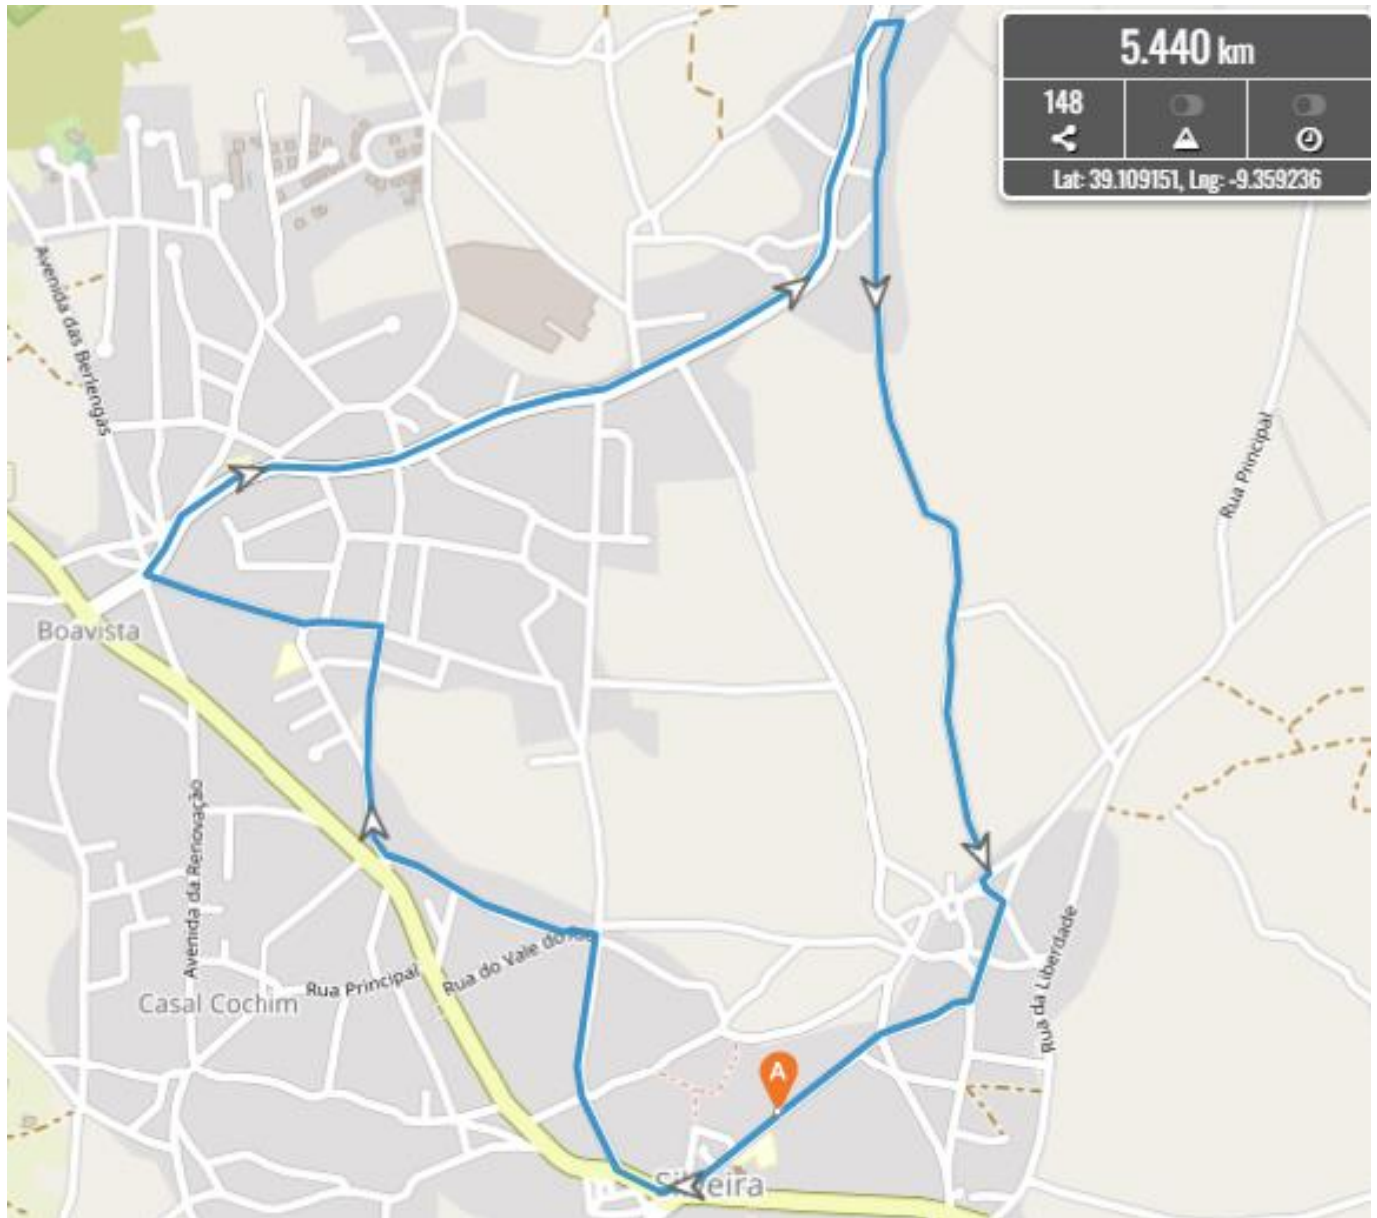 5.440 km
148
Lat: 39.109151, Lng: -9.359236
Avenida das Berlengas
Rua Principal
Boavista
Avenida da Renovação
Rua do Vale do
Rua Principal
Casal Cochim
Rua da Liberdade
A